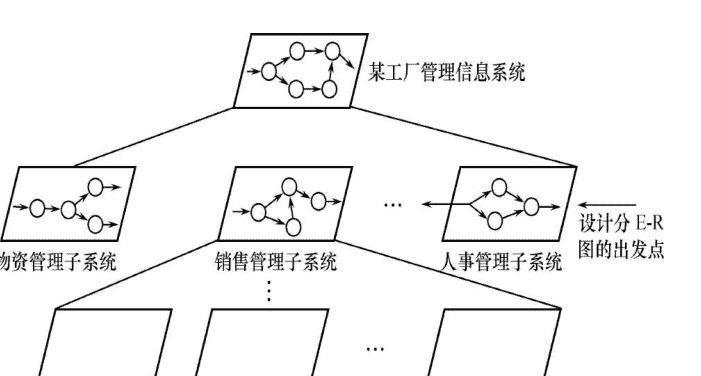 某工厂管理信息系统
...
设计分 E-R
图的出发点
物资管理子系统
销售管理子系统
人事管理子系统
⋮
...